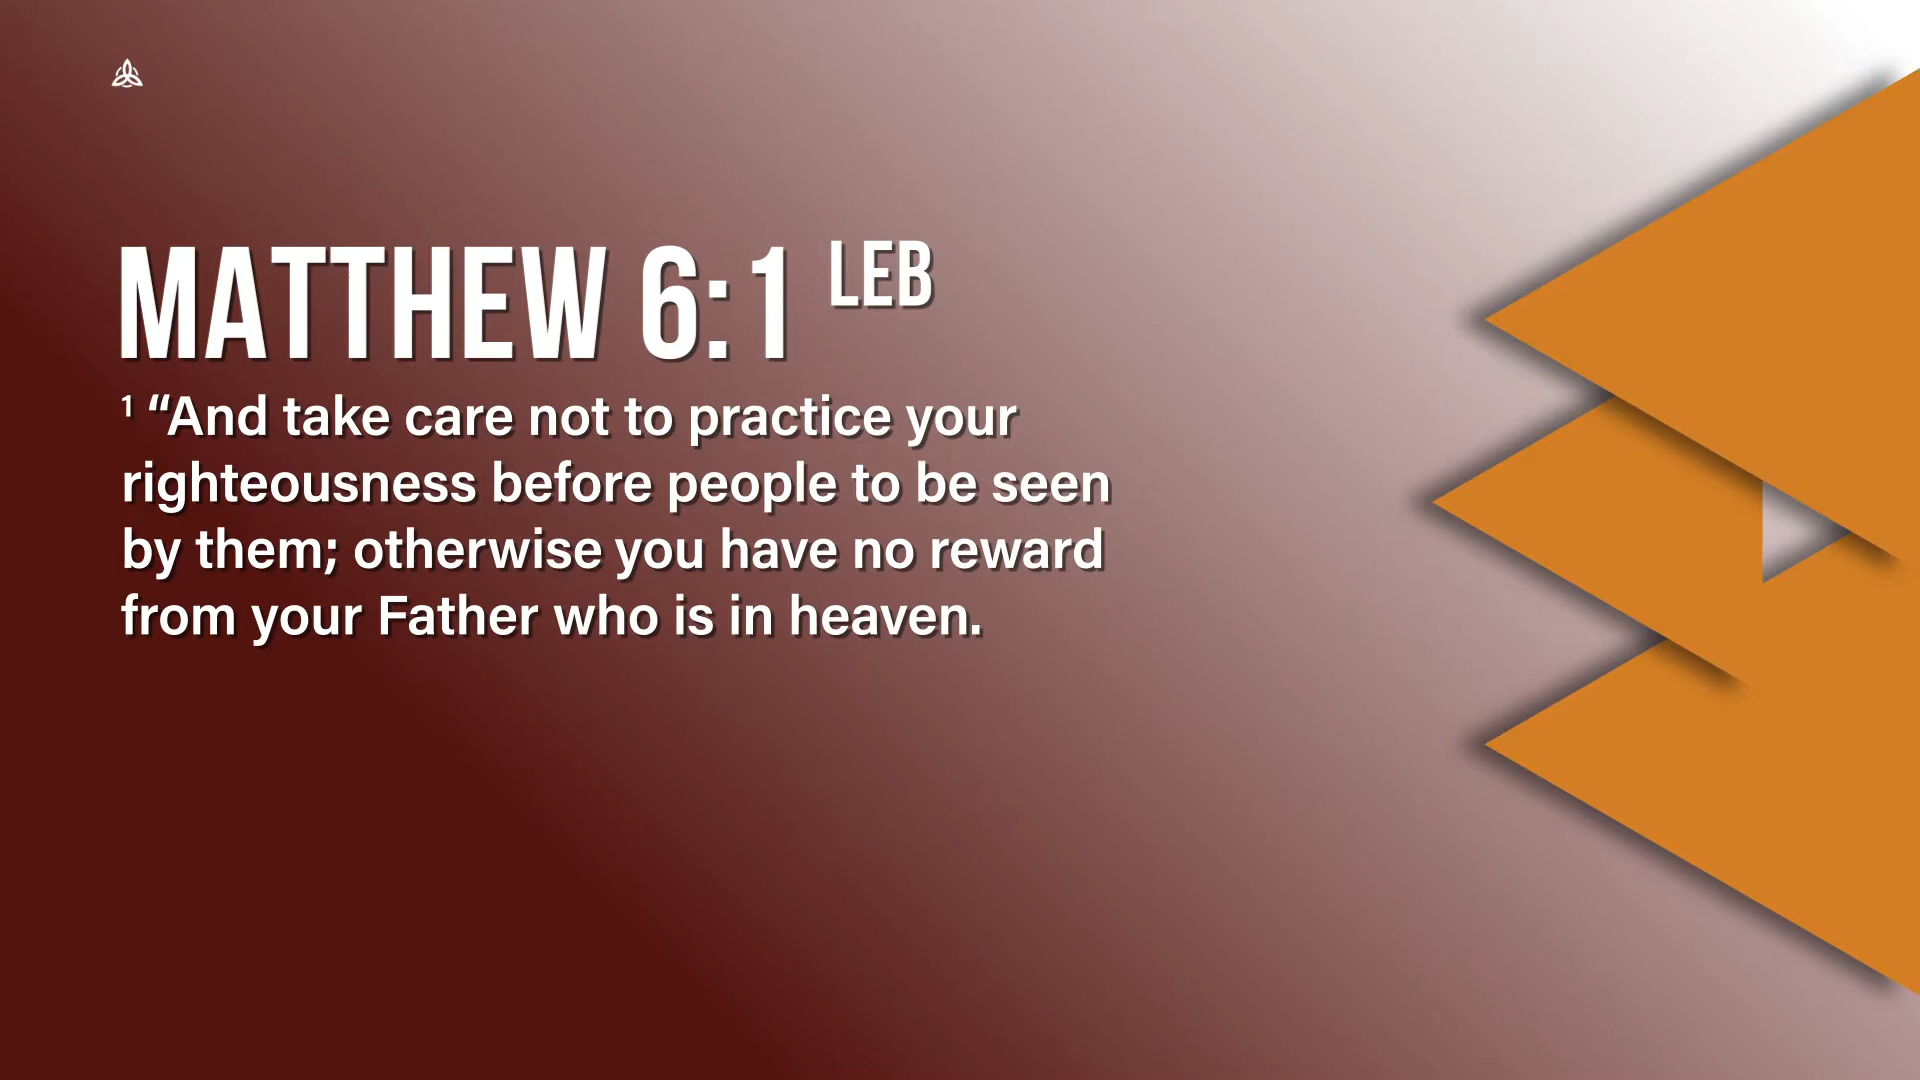 MATTHEW 6:1 LEB
1 “And take care not to practice your
righteousness before people to be seen
by them; otherwise you have no reward
from your Father who is in heaven.